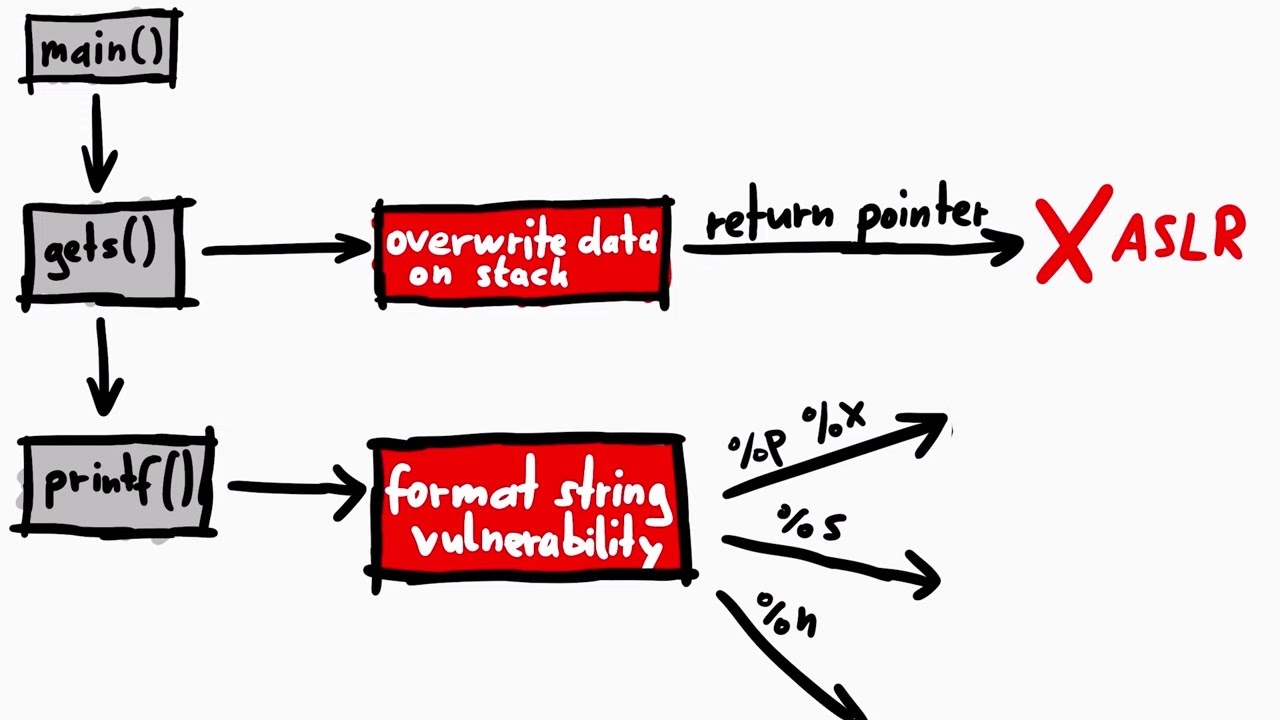 main()
gets()
overwrite data
on stack
return pointer
X ASLR
printf()
format string
vulnerability
%p %x
%s
%n